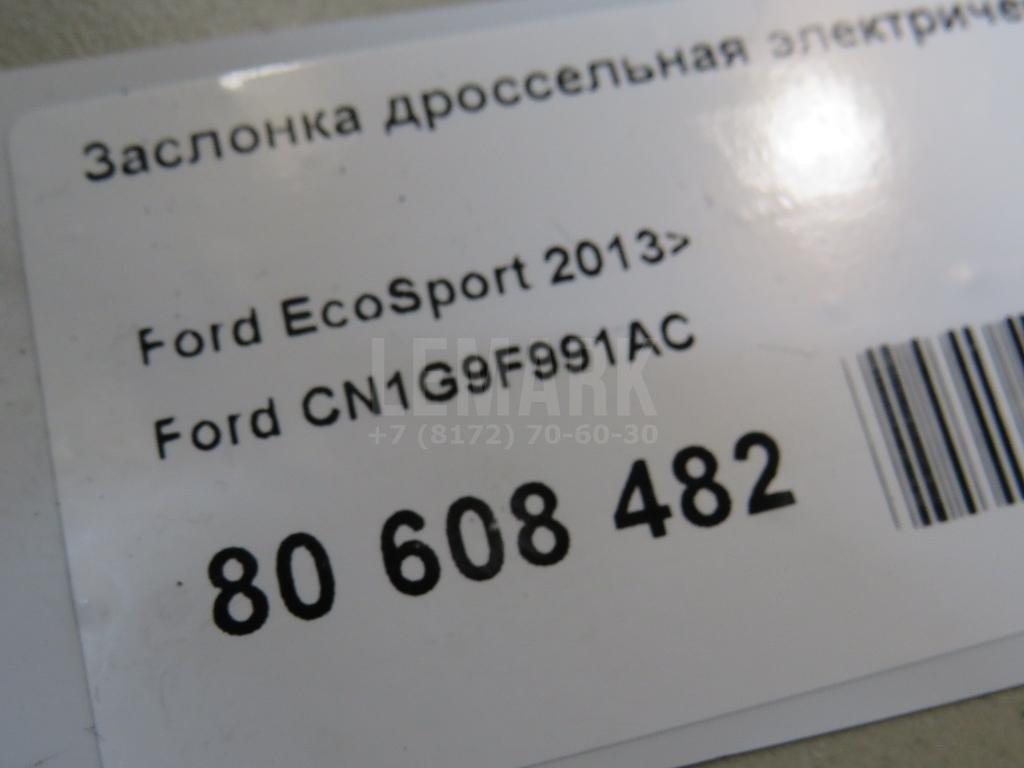 Заслонка дроссельная электриче
Ford EcoSport 2013>
Ford CN1G9F991AC
LEMARK
+7 (8172) 70-60-30
80 608 482